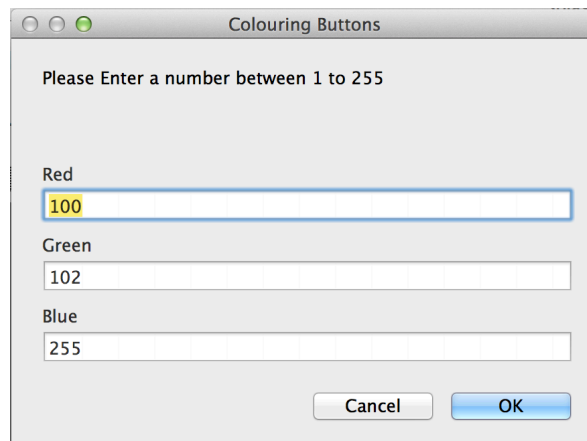 Colouring Buttons
Please Enter a number between 1 to 255
Red
100
Green
102
Blue
255
Cancel OK